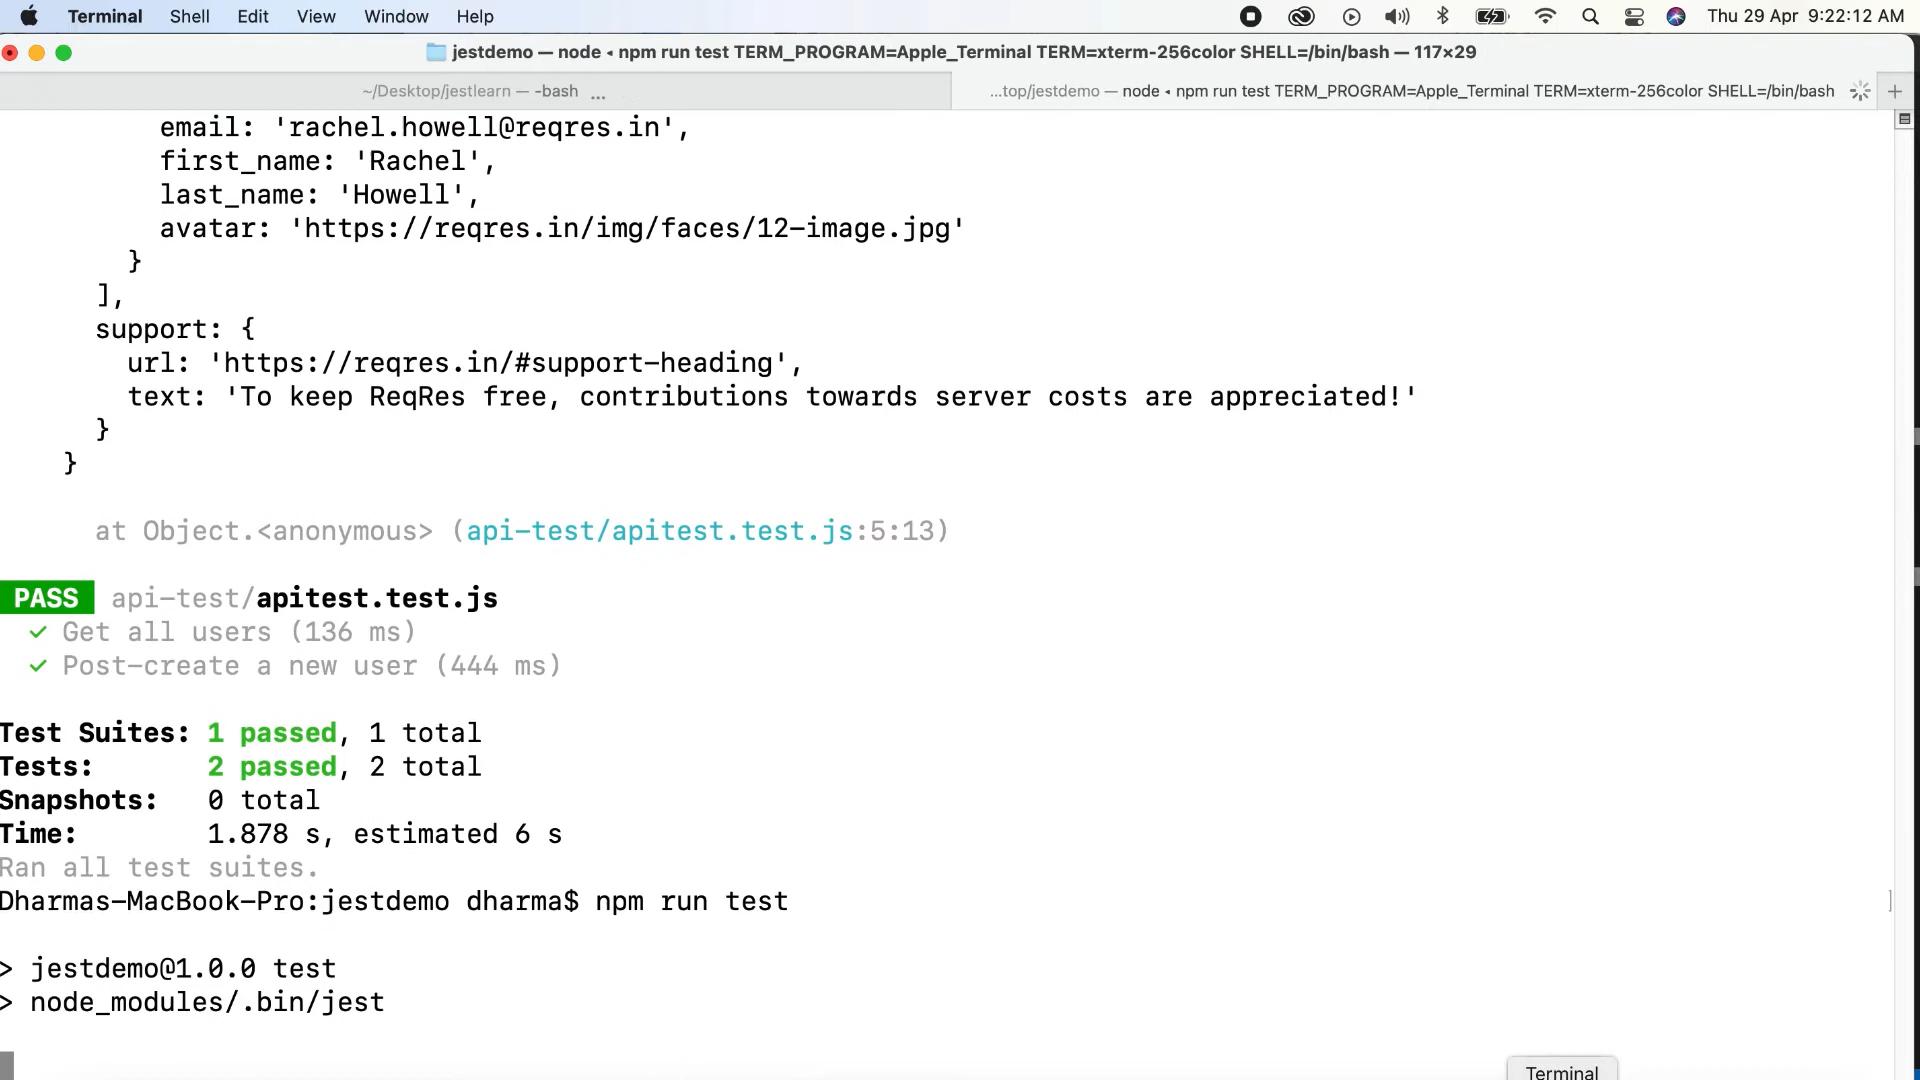 Terminal Shell Edit View Window Help Thu 29 Apr 9:22:12 AM
jestdemo — node ◂ npm run test TERM_PROGRAM=Apple_Terminal TERM=xterm-256color SHELL=/bin/bash — 117×29
~/Desktop/jestlearn — -bash ... ...top/jestdemo — node ◂ npm run test TERM_PROGRAM=Apple_Terminal TERM=xterm-256color SHELL=/bin/bash
email: 'rachel.howell@reqres.in',
first_name: 'Rachel',
last_name: 'Howell',
avatar: 'https://reqres.in/img/faces/12-image.jpg'
}
],
support: {
url: 'https://reqres.in/#support-heading',
text: 'To keep ReqRes free, contributions towards server costs are appreciated!'
}
}
at Object.<anonymous> (api-test/apitest.test.js:5:13)
PASS api-test/apitest.test.js
✓ Get all users (136 ms)
✓ Post-create a new user (444 ms)
Test Suites: 1 passed, 1 total
Tests: 2 passed, 2 total
Snapshots: 0 total
Time: 1.878 s, estimated 6 s
Ran all test suites.
Dharmas-MacBook-Pro:jestdemo dharma$ npm run test
> jestdemo@1.0.0 test
> node_modules/.bin/jest
Terminal